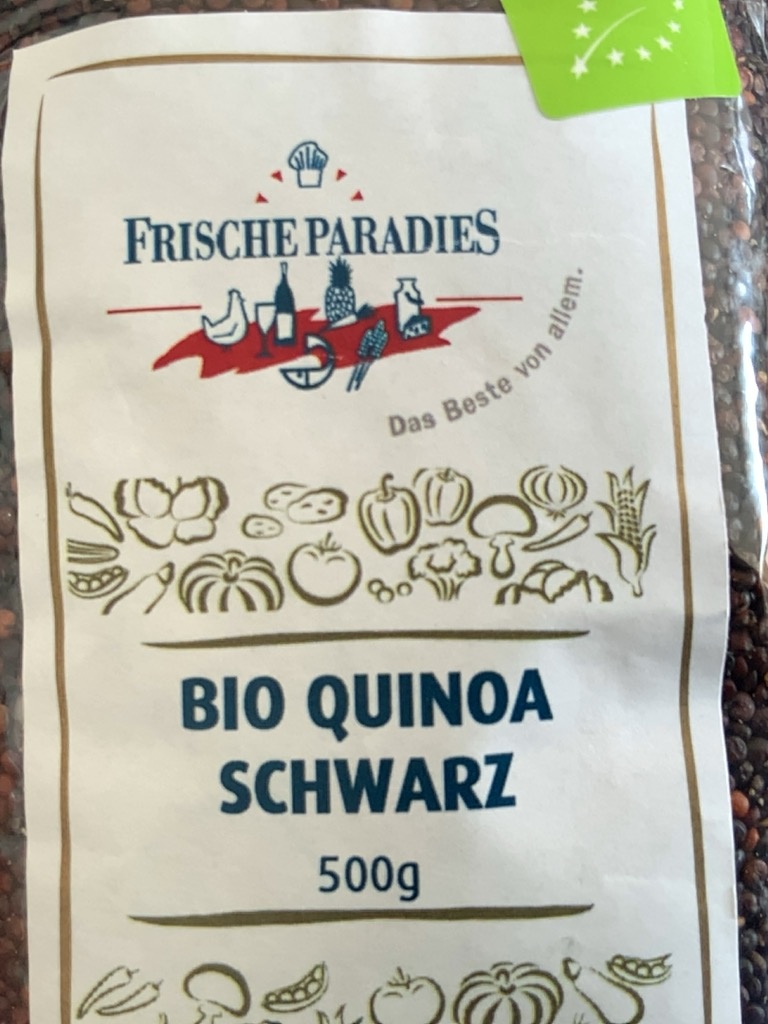 FRISCHE PARADIES
Das Beste von allem.
BIO QUINOA
SCHWARZ
500g